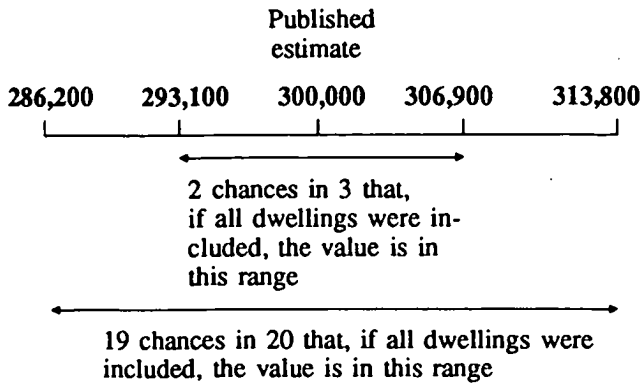 Published
estimate
286,200 293,100 300,000 306,900 313,800
2 chances in 3 that,
if all dwellings were in-
cluded, the value is in
this range
19 chances in 20 that, if all dwellings were
included, the value is in this range